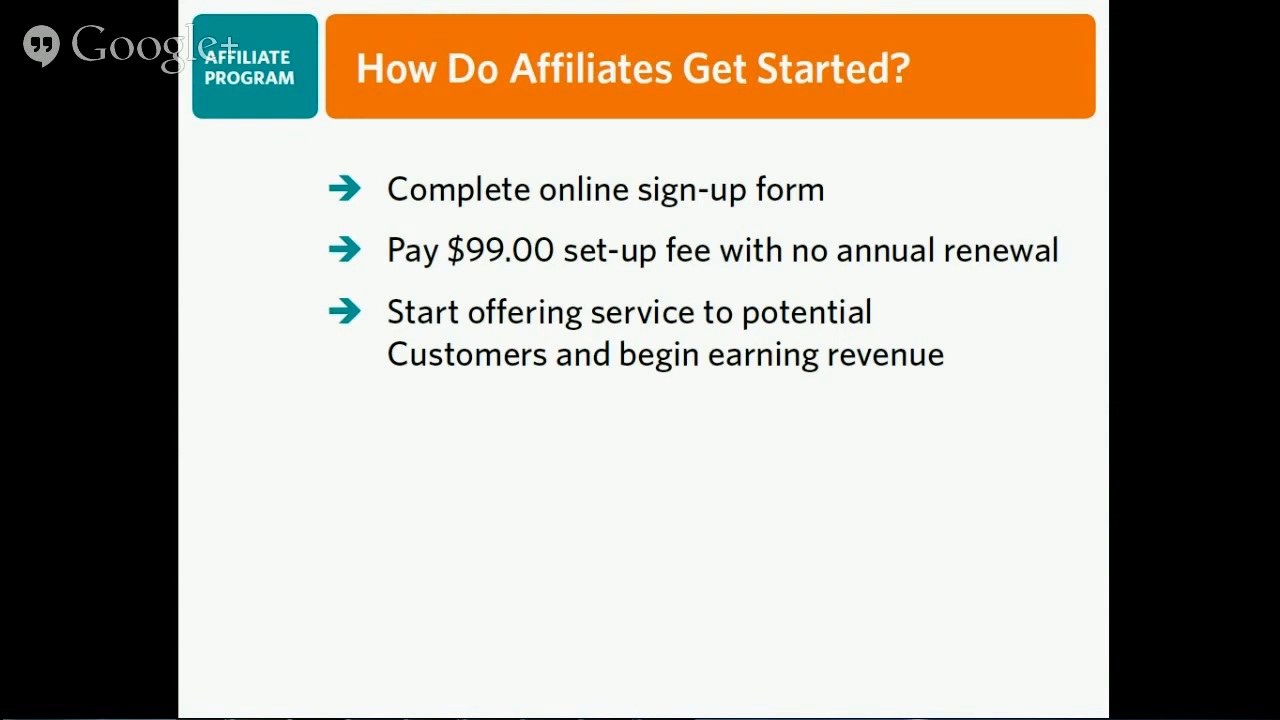 Google+
AFFILIATE
PROGRAM
How Do Affiliates Get Started?
Complete online sign-up form
Pay $99.00 set-up fee with no annual renewal
Start offering service to potential
Customers and begin earning revenue